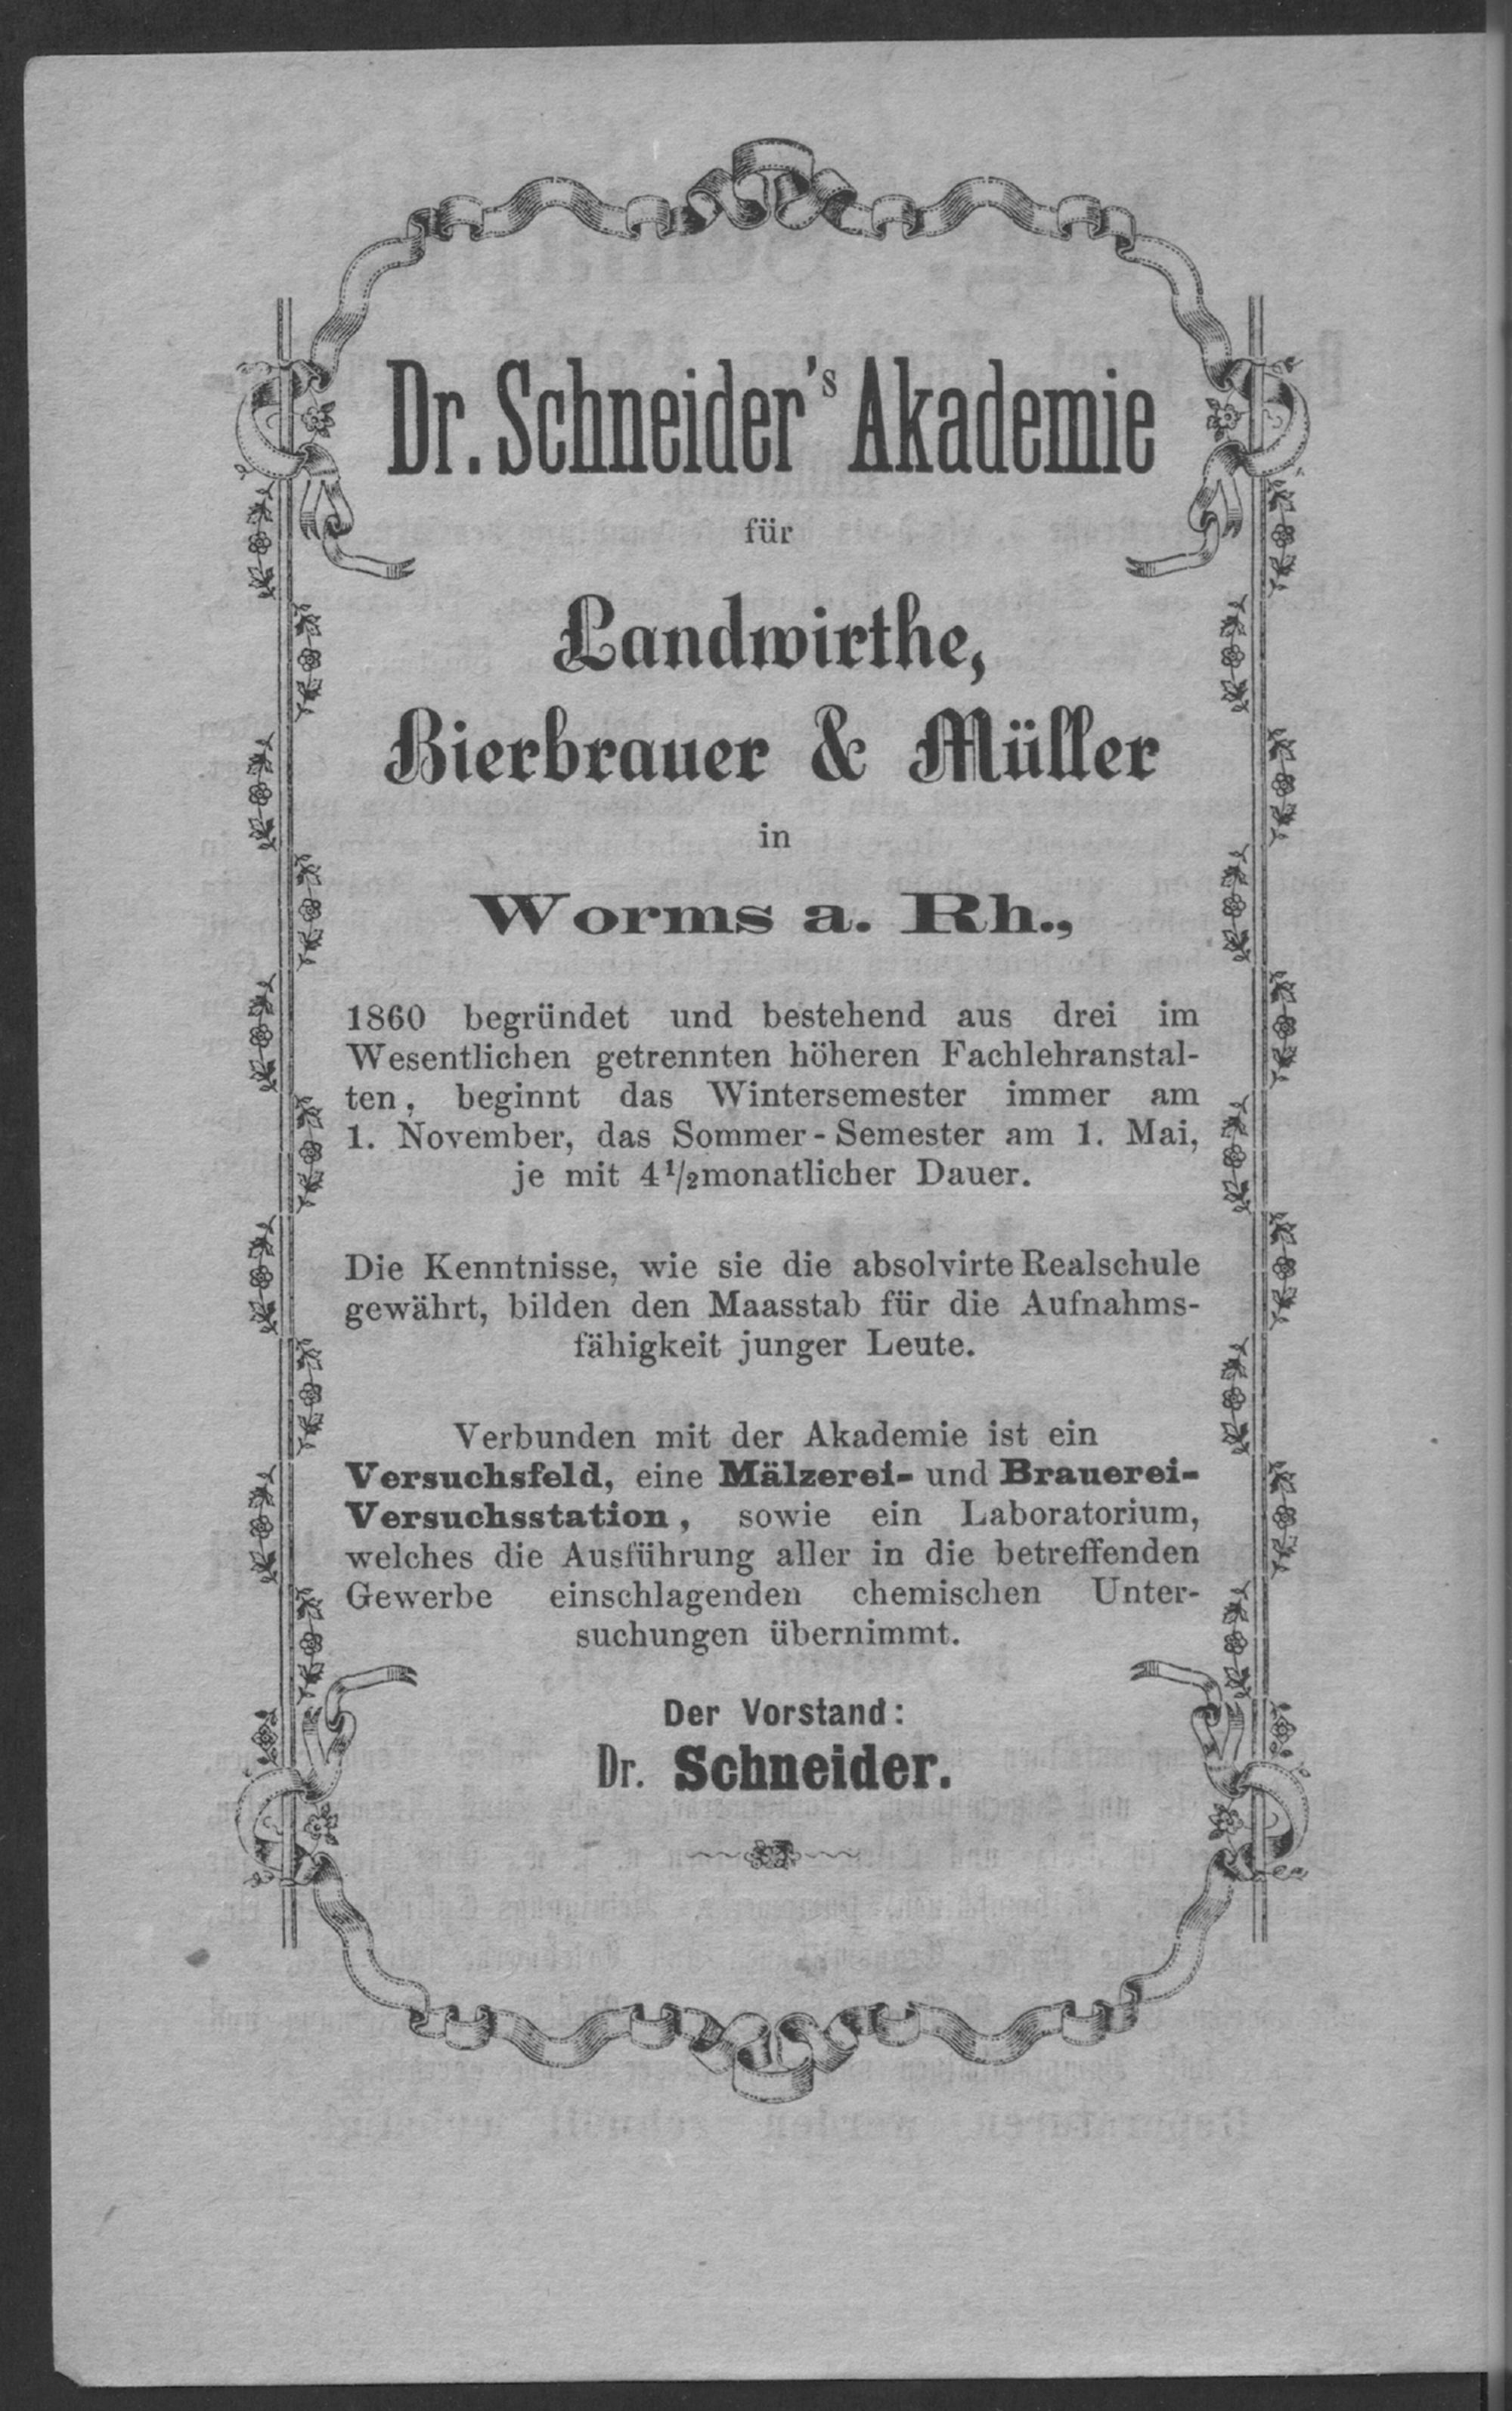 Dr. Schneider's Akademie
für
Landwirthe,
Bierbrauer & Müller
in
Worms a. Rh.,
1860 begründet und bestehend aus drei im
Wesentlichen getrennten höheren Fachlehranstal-
ten, beginnt das Wintersemester immer am
1. November, das Sommer-Semester am 1. Mai,
je mit 4½monatlicher Dauer.
Die Kenntnisse, wie sie die absolvirte Realschule
gewährt, bilden den Maasstab für die Aufnahms-
fähigkeit junger Leute.
Verbunden mit der Akademie ist ein
Versuchsfeld, eine Mälzerei- und Brauerei-
Versuchsstation, sowie ein Laboratorium,
welches die Ausführung aller in die betreffenden
Gewerbe einschlagenden chemischen Unter-
suchungen übernimmt.
Der Vorstand:
Dr. Schneider.